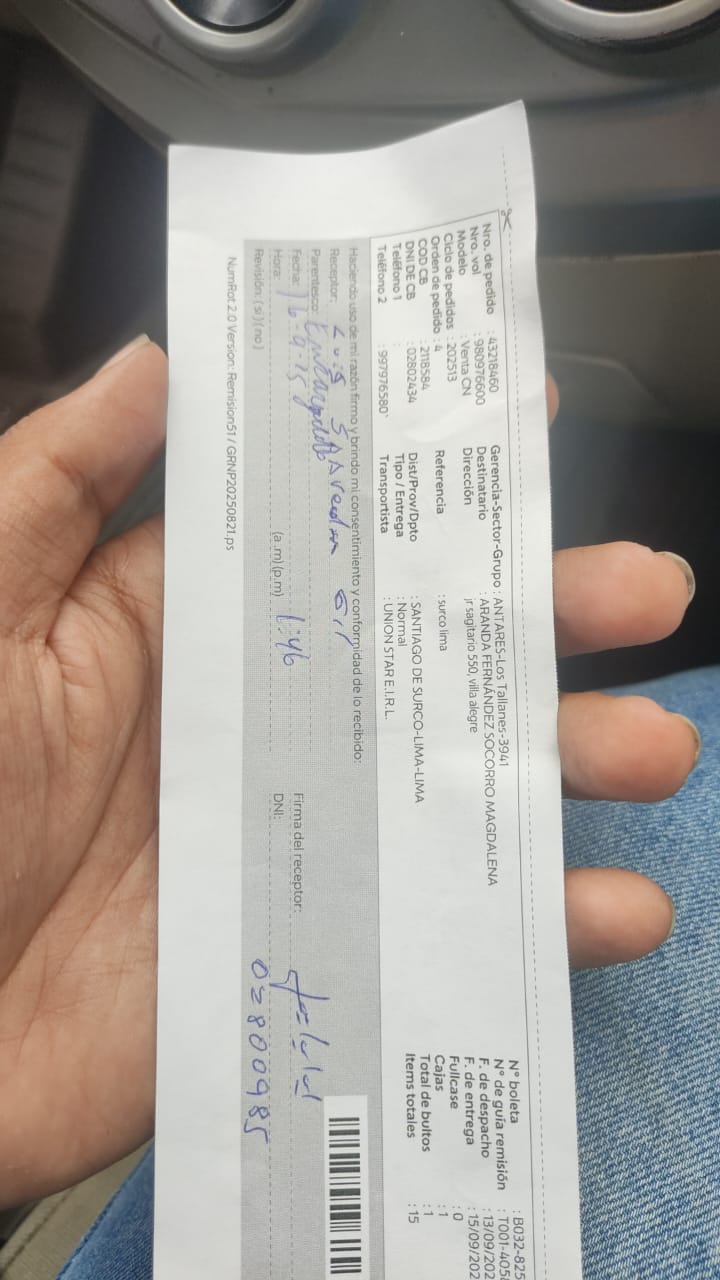 Nro. de pedido : 43218460
Nro. vol : 980976600
Modelo : Venta CN
Ciclo de pedidos : 202513
Orden de pedido : 4
COD CB : 2118584
DNI DE CB : 02802434
Teléfono 1 :
Teléfono 2 : 997976580
Gerencia-Sector-Grupo : ANTARES-Los Tallanes-3941
Destinatario : ARANDA FERNÁNDEZ SOCORRO MAGDALENA
Dirección : jr sagitario 550, villa alegre
Referencia : surco lima
Dist/Prov/Dpto : SANTIAGO DE SURCO-LIMA-LIMA
Tipo / Entrega : Normal
Transportista : UNION STAR E.I.R.L.
N° boleta : B032-825
N° de guía remisión : T001-405
F. de despacho : 13/09/202
F. de entrega : 15/09/202
Fullcase : 0
Cajas : 1
Total de bultos : 1
Items totales : 15
Haciendo uso de mi razón firmo y brindo mi consentimiento y conformidad de lo recibido:
Receptor: Luis
Parentesco:
Fecha: 16-9-25
Firma del receptor:
Hora: (a.m)(p.m) 1:46
DNI: 02800985
Revisión: (si)(no)
NumRot 2.0 Version: Remision51 / GRNP20250821.ps